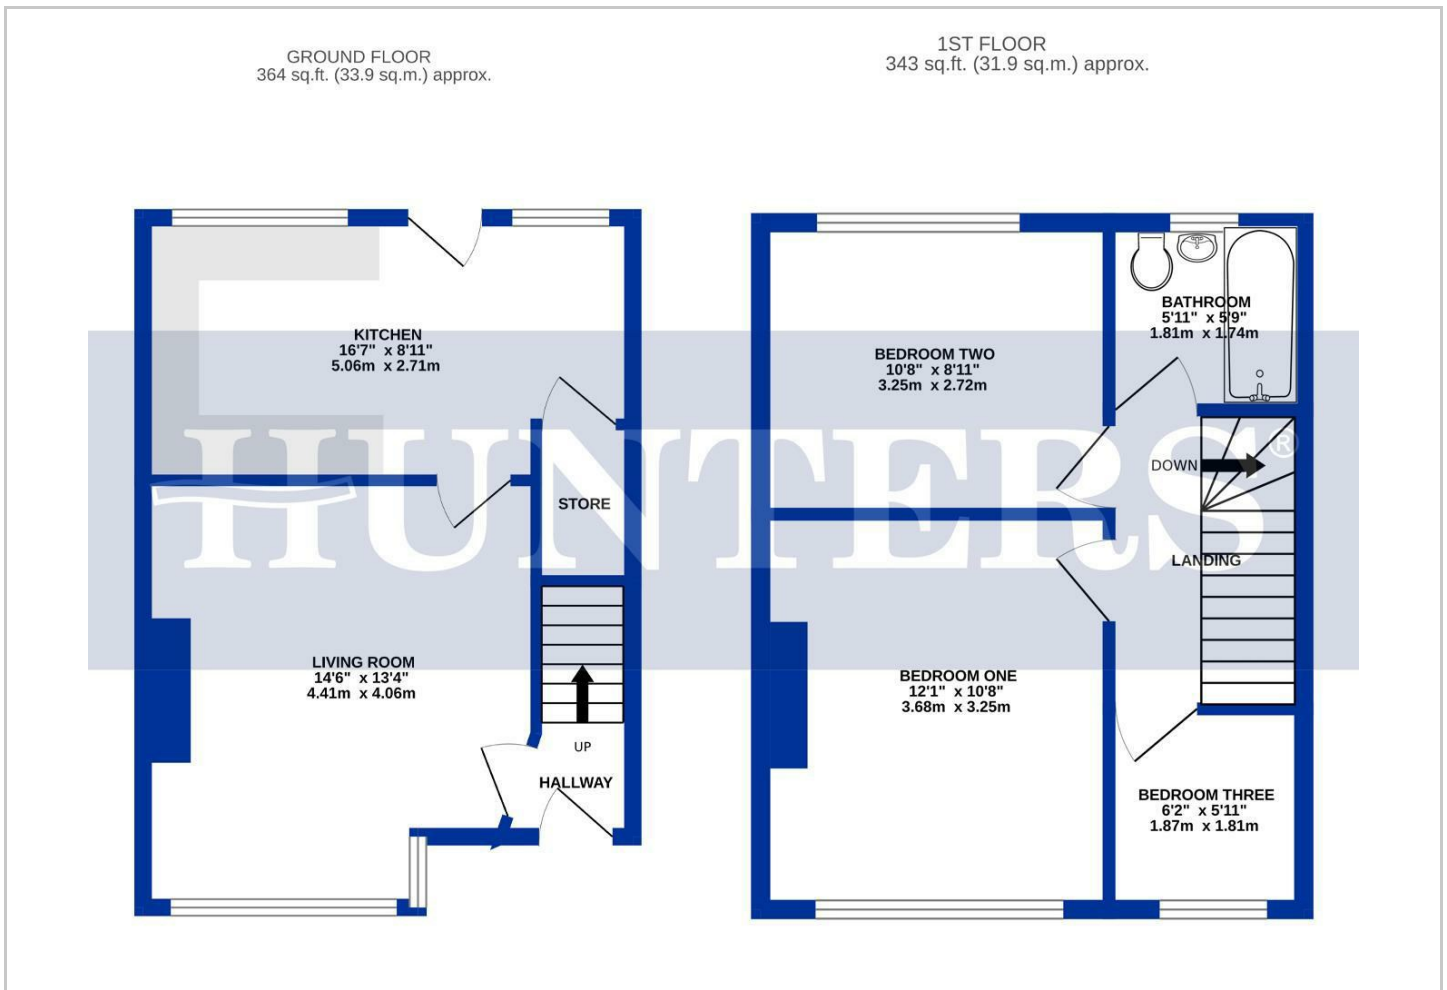 GROUND FLOOR
364 sq.ft. (33.9 sq.m.) approx.
1ST FLOOR
343 sq.ft. (31.9 sq.m.) approx.
KITCHEN
16'7" x 8'11"
5.06m x 2.71m
STORE
LIVING ROOM
14'6" x 13'4"
4.41m x 4.06m
UP
HALLWAY
BEDROOM TWO
10'8" x 8'11"
3.25m x 2.72m
BATHROOM
5'11" x 5'9"
1.81m x 1.74m
DOWN
LANDING
BEDROOM ONE
12'1" x 10'8"
3.68m x 3.25m
BEDROOM THREE
6'2" x 5'11"
1.87m x 1.81m
HUNTERS®